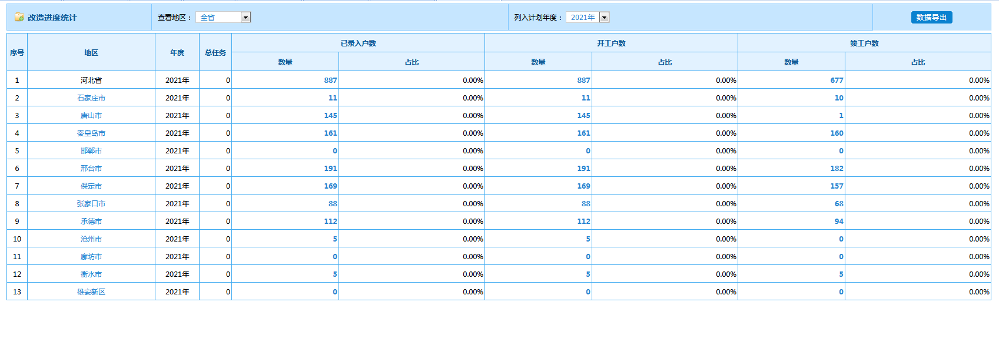 改造进度统计 查看地区： 全省 列入计划年度： 2021年 数据导出
序号 地区 年度 总任务 已录入户数 开工户数 竣工户数
数量 占比 数量 占比 数量 占比
1 河北省 2021年 0 887 0.00% 887 0.00% 677 0.00%
2 石家庄市 2021年 0 11 0.00% 11 0.00% 10 0.00%
3 唐山市 2021年 0 145 0.00% 145 0.00% 1 0.00%
4 秦皇岛市 2021年 0 161 0.00% 161 0.00% 160 0.00%
5 邯郸市 2021年 0 0 0.00% 0 0.00% 0 0.00%
6 邢台市 2021年 0 191 0.00% 191 0.00% 182 0.00%
7 保定市 2021年 0 169 0.00% 169 0.00% 157 0.00%
8 张家口市 2021年 0 88 0.00% 88 0.00% 68 0.00%
9 承德市 2021年 0 112 0.00% 112 0.00% 94 0.00%
10 沧州市 2021年 0 5 0.00% 5 0.00% 0 0.00%
11 廊坊市 2021年 0 0 0.00% 0 0.00% 0 0.00%
12 衡水市 2021年 0 5 0.00% 5 0.00% 5 0.00%
13 雄安新区 2021年 0 0 0.00% 0 0.00% 0 0.00%